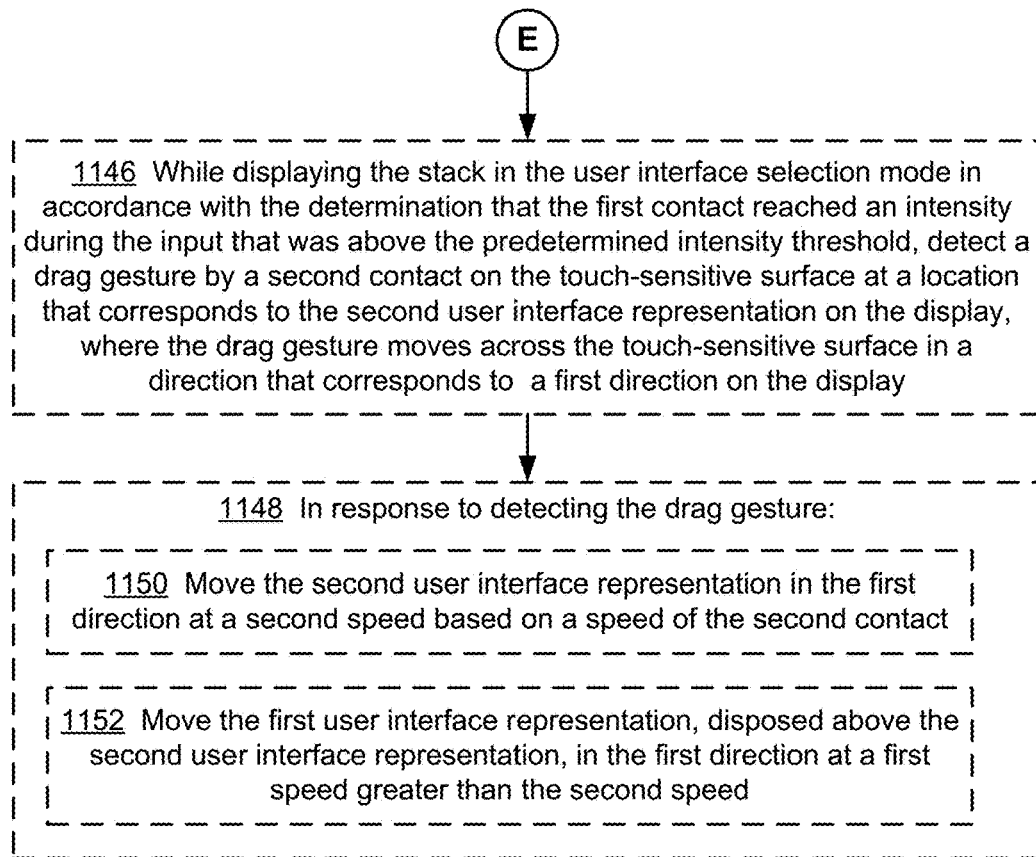 E
1146 While displaying the stack in the user interface selection mode in
accordance with the determination that the first contact reached an intensity
during the input that was above the predetermined intensity threshold, detect a
drag gesture by a second contact on the touch-sensitive surface at a location
that corresponds to the second user interface representation on the display,
where the drag gesture moves across the touch-sensitive surface in a
direction that corresponds to a first direction on the display
1148 In response to detecting the drag gesture:
1150 Move the second user interface representation in the first
direction at a second speed based on a speed of the second contact
1152 Move the first user interface representation, disposed above the
second user interface representation, in the first direction at a first
speed greater than the second speed